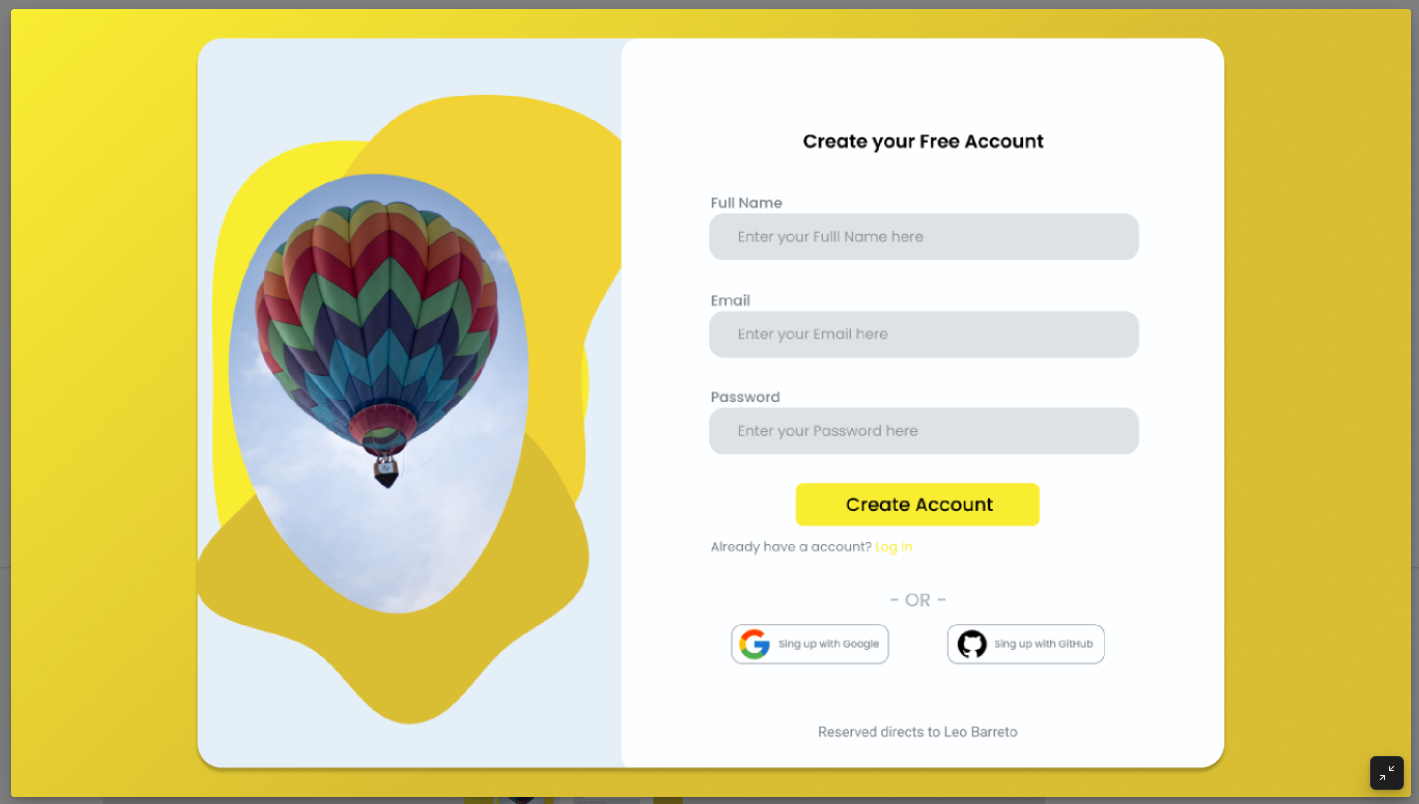 Create your Free Account
Full Name
Enter your Fulll Name here
Email
Enter your Email here
Password
Enter your Password here
Create Account
Already have a account? Log in
- OR -
Sing up with Google
Sing up with GitHub
Reserved directs to Leo Barreto